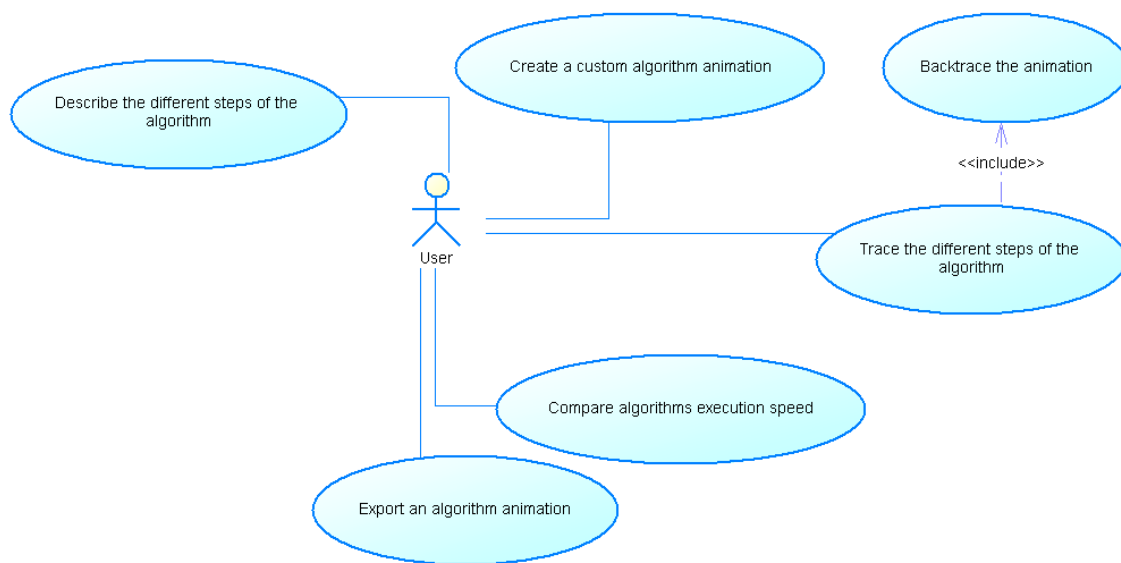 Create a custom algorithm animation
Backtrace the animation
Describe the different steps of the
algorithm
<<include>>
Trace the different steps of the
algorithm
User
Compare algorithms execution speed
Export an algorithm animation